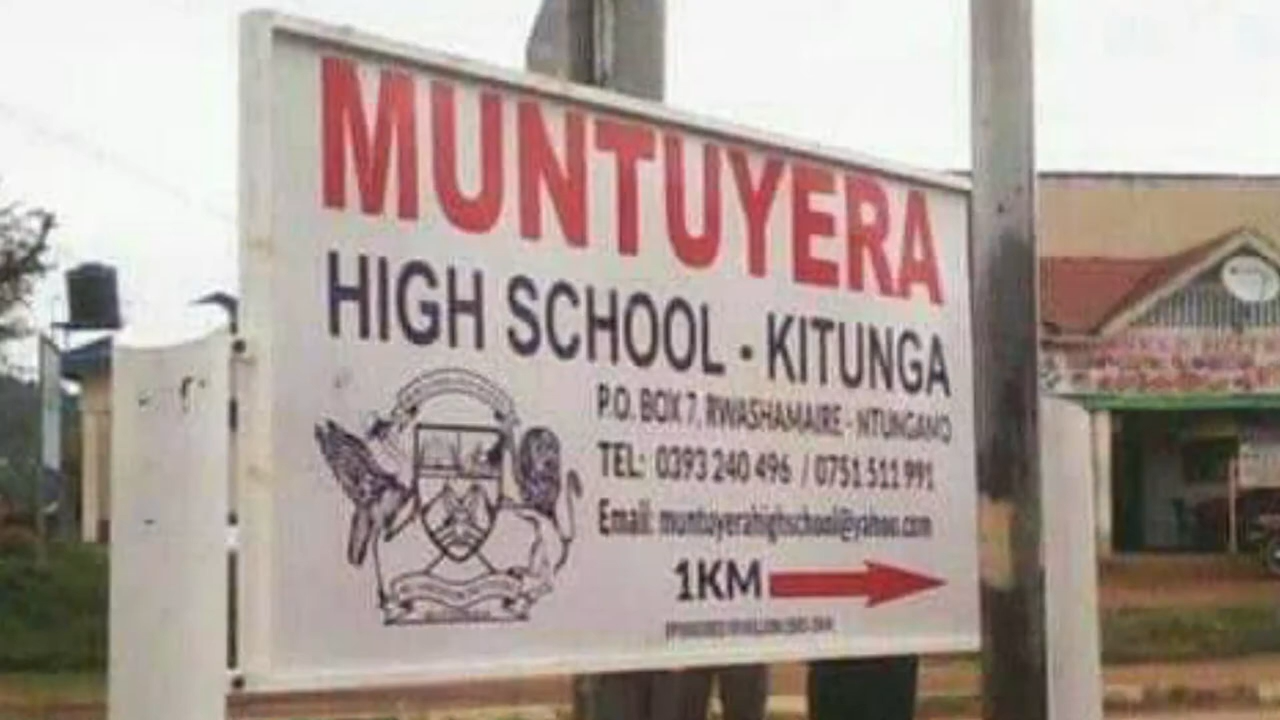 MUNTUYERA
HIGH SCHOOL - KITUNGA
P.O. BOX 7, RWASHAMAIRE - NTUNGAMO
TEL: 0393 240 496 / 0751 511 991
Email: muntuyerahighschool@yahoo.com
1KM